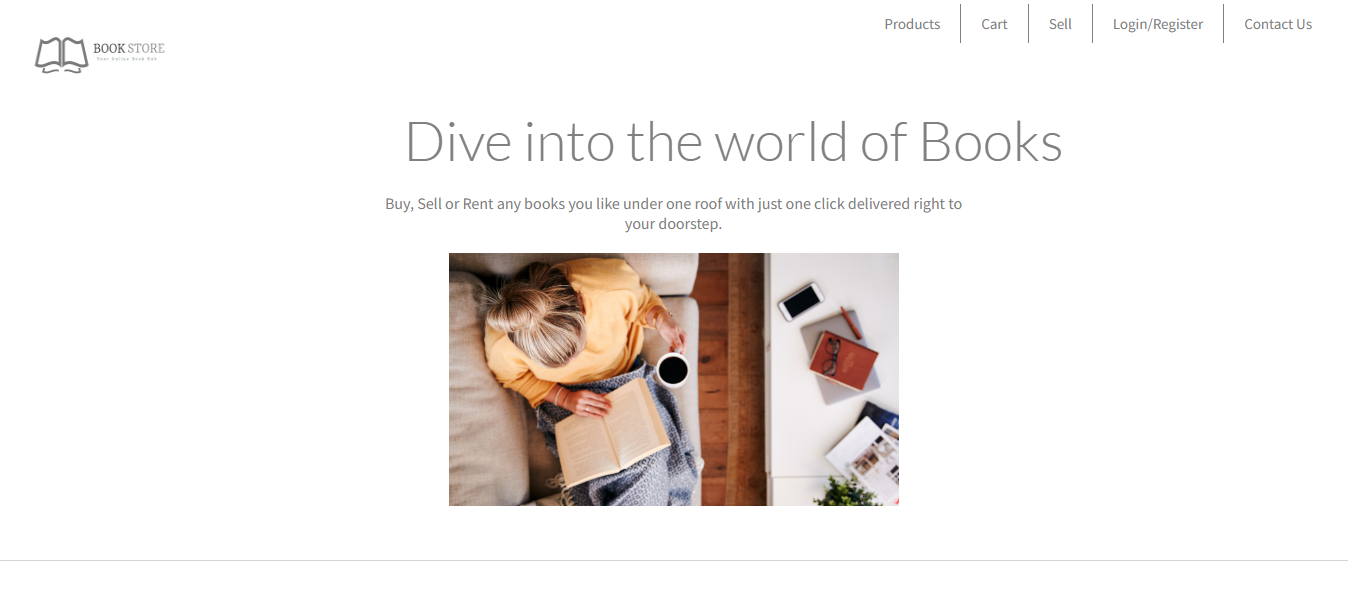 Products
Cart
Sell
Login/Register
Contact Us
BOOK STORE
Your Online Book Hub
Dive into the world of Books
Buy, Sell or Rent any books you like under one roof with just one click delivered right to
your doorstep.